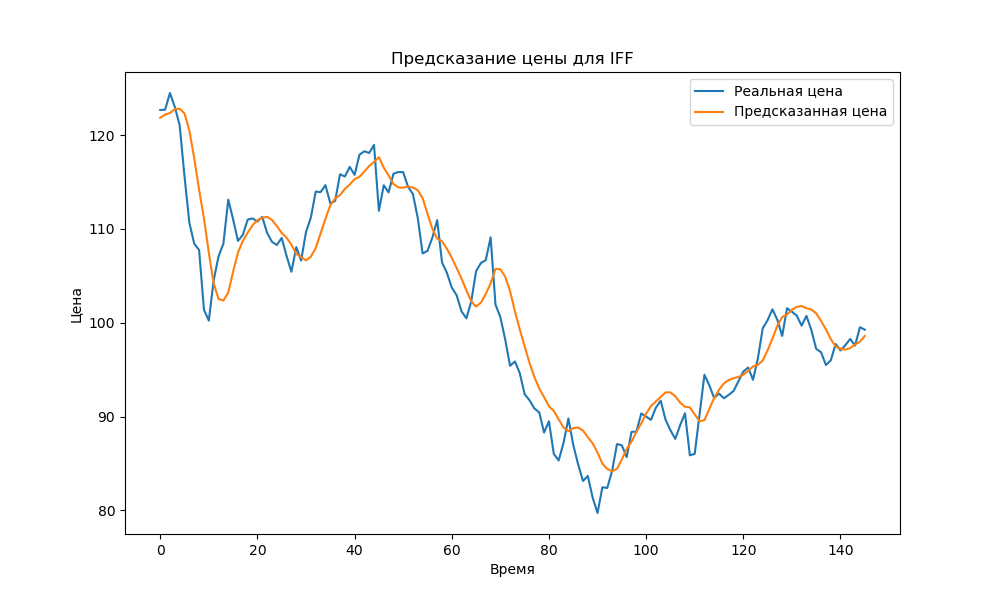 Предсказание цены для IFF
Реальная цена
Предсказанная цена
Цена
120
110
100
90
80
0 20 40 60 80 100 120 140
Время